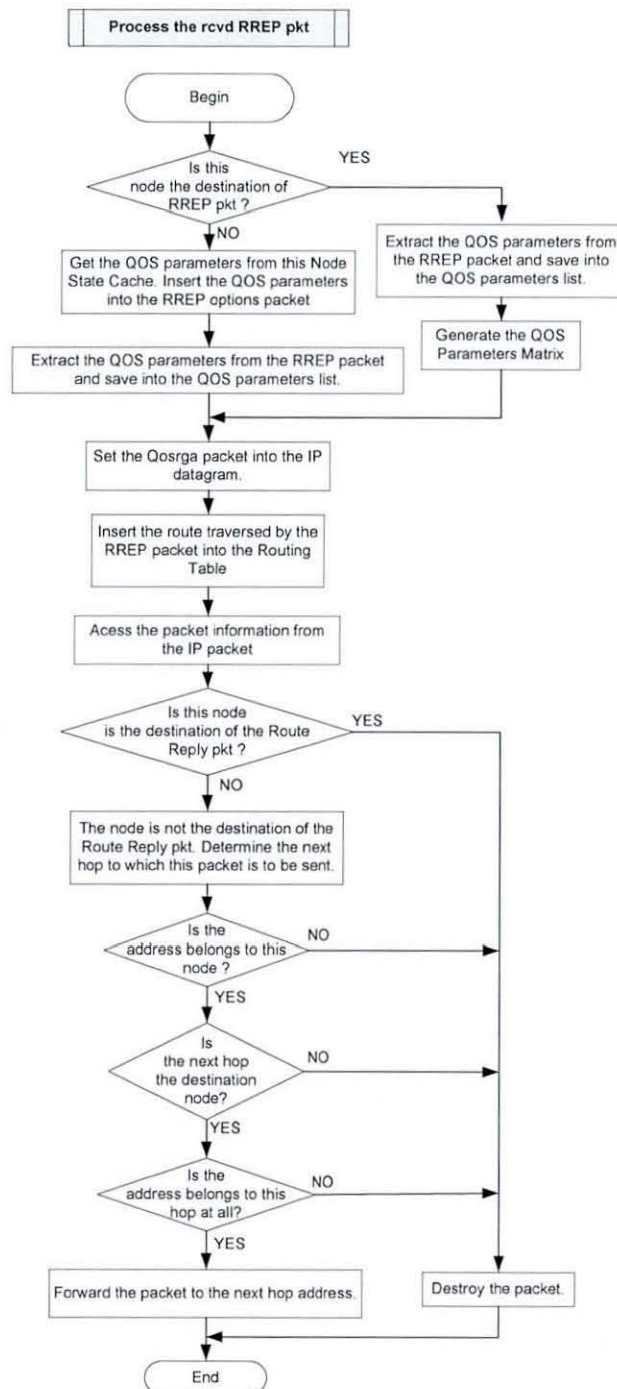 Process the rcvd RREP pkt
Begin
Is this
node the destination of
RREP pkt ?
YES
NO
Get the QOS parameters from this Node
State Cache. Insert the QOS parameters
into the RREP options packet
Extract the QOS parameters from
the RREP packet and save into
the QOS parameters list.
Generate the QOS
Parameters Matrix
Extract the QOS parameters from the RREP packet
and save into the QOS parameters list.
Set the Qosrga packet into the IP
datagram.
Insert the route traversed by the
RREP packet into the Routing
Table
Acess the packet information from
the IP packet
Is this node
is the destination of the Route
Reply pkt ?
YES
NO
The node is not the destination of the
Route Reply pkt. Determine the next
hop to which this packet is to be sent.
Is the
address belongs to this
node ?
NO
YES
Is
the next hop
the destination
node?
NO
YES
Is the
address belongs to this
hop at all?
NO
YES
Forward the packet to the next hop address.
Destroy the packet.
End